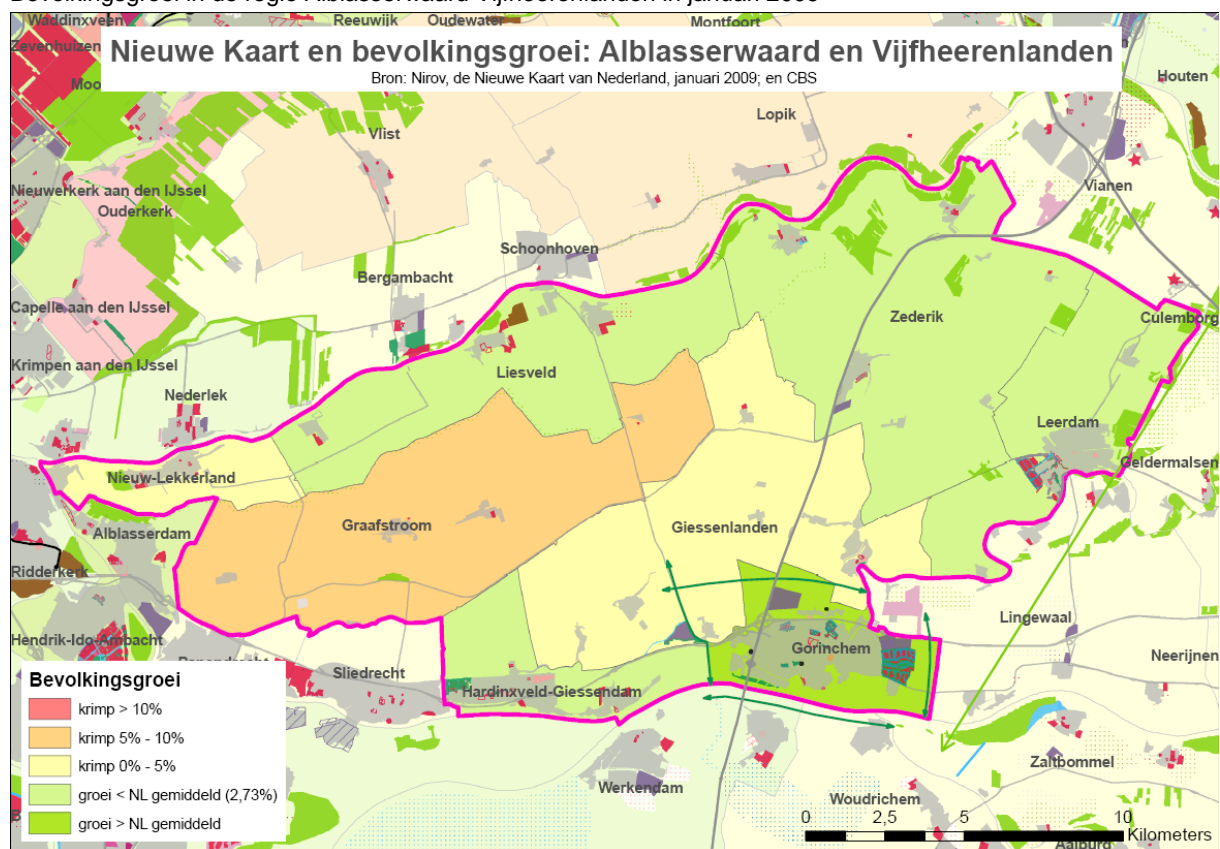 Waddinxveen
Reeuwijk
Oudewater
Montfoort
Nieuwe Kaart en bevolkingsgroei: Alblasserwaard en Vijfheerenlanden
Bron: Nirov, de Nieuwe Kaart van Nederland, januari 2009; en CBS
Zevenhuizen
Moo
Houten
Vlist
Lopik
Vianen
Nieuwerkerk aan den IJssel
Ouderkerk
Schoonhoven
Bergambacht
Capelle aan den IJssel
Zederik
Culemborg
Krimpen aan den IJssel
Liesveld
Nederlek
Leerdam
Geldermalsen
Nieuw-Lekkerland
Graafstroom
Giessenlanden
Alblasserdam
Ridderkerk
Lingewaal
Hendrik-Ido-Ambacht
Gorinchem
Neerijnen
Sliedrecht
Hardinxveld-Giessendam
Bevolkingsgroei
krimp > 10%
krimp 5% - 10%
krimp 0% - 5%
groei < NL gemiddeld (2,73%)
groei > NL gemiddeld
Zaltbommel
Werkendam
Woudrichem
0 2,5 5 10
Kilometers
Aalburg